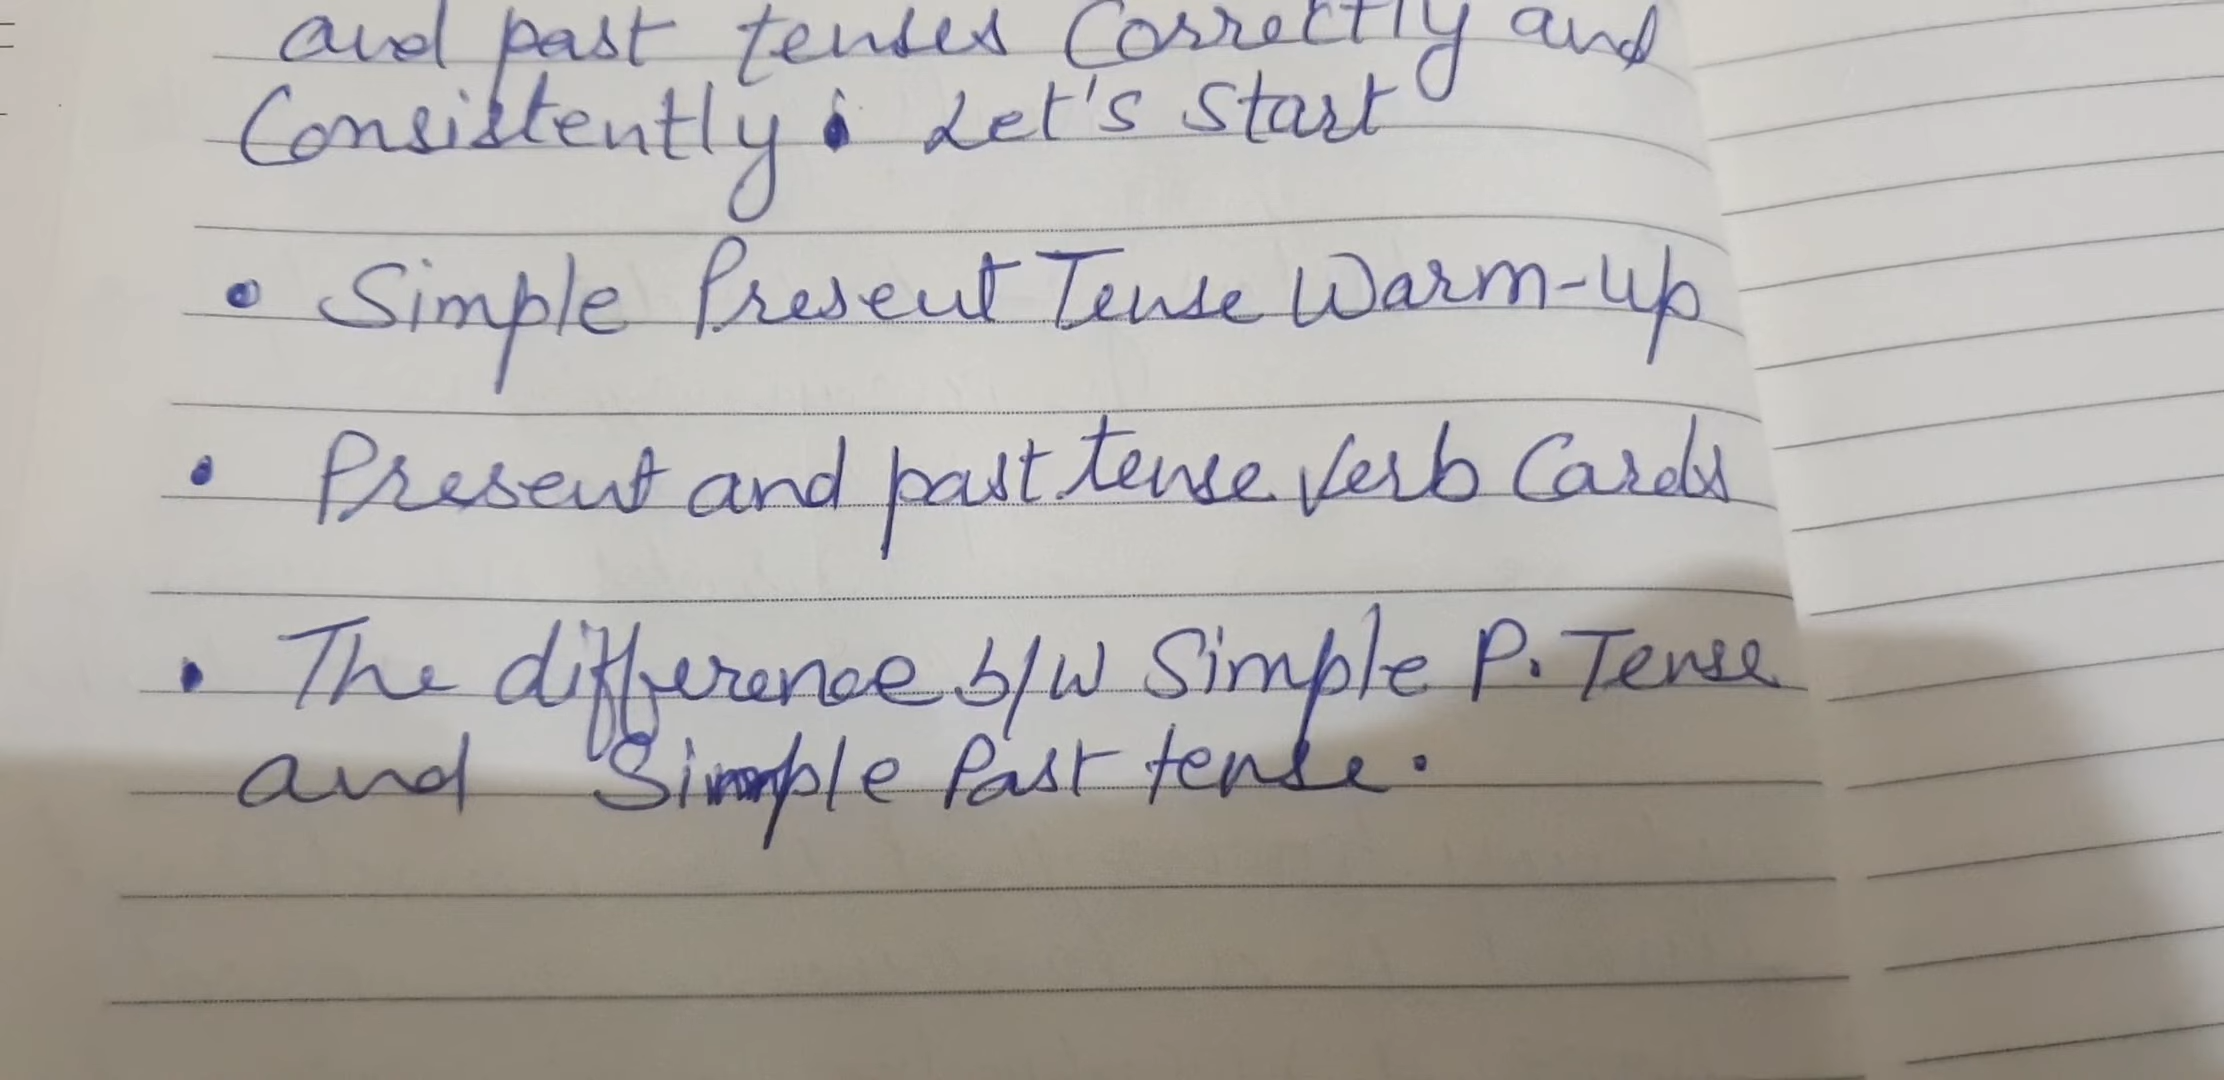 and past tenses Correctly and
Consistently. Let's Start
• Simple Present Tense Warm-up
• Present and past tense verb Cards
• The difference b/w Simple P. Tense
and Simple Past tense.